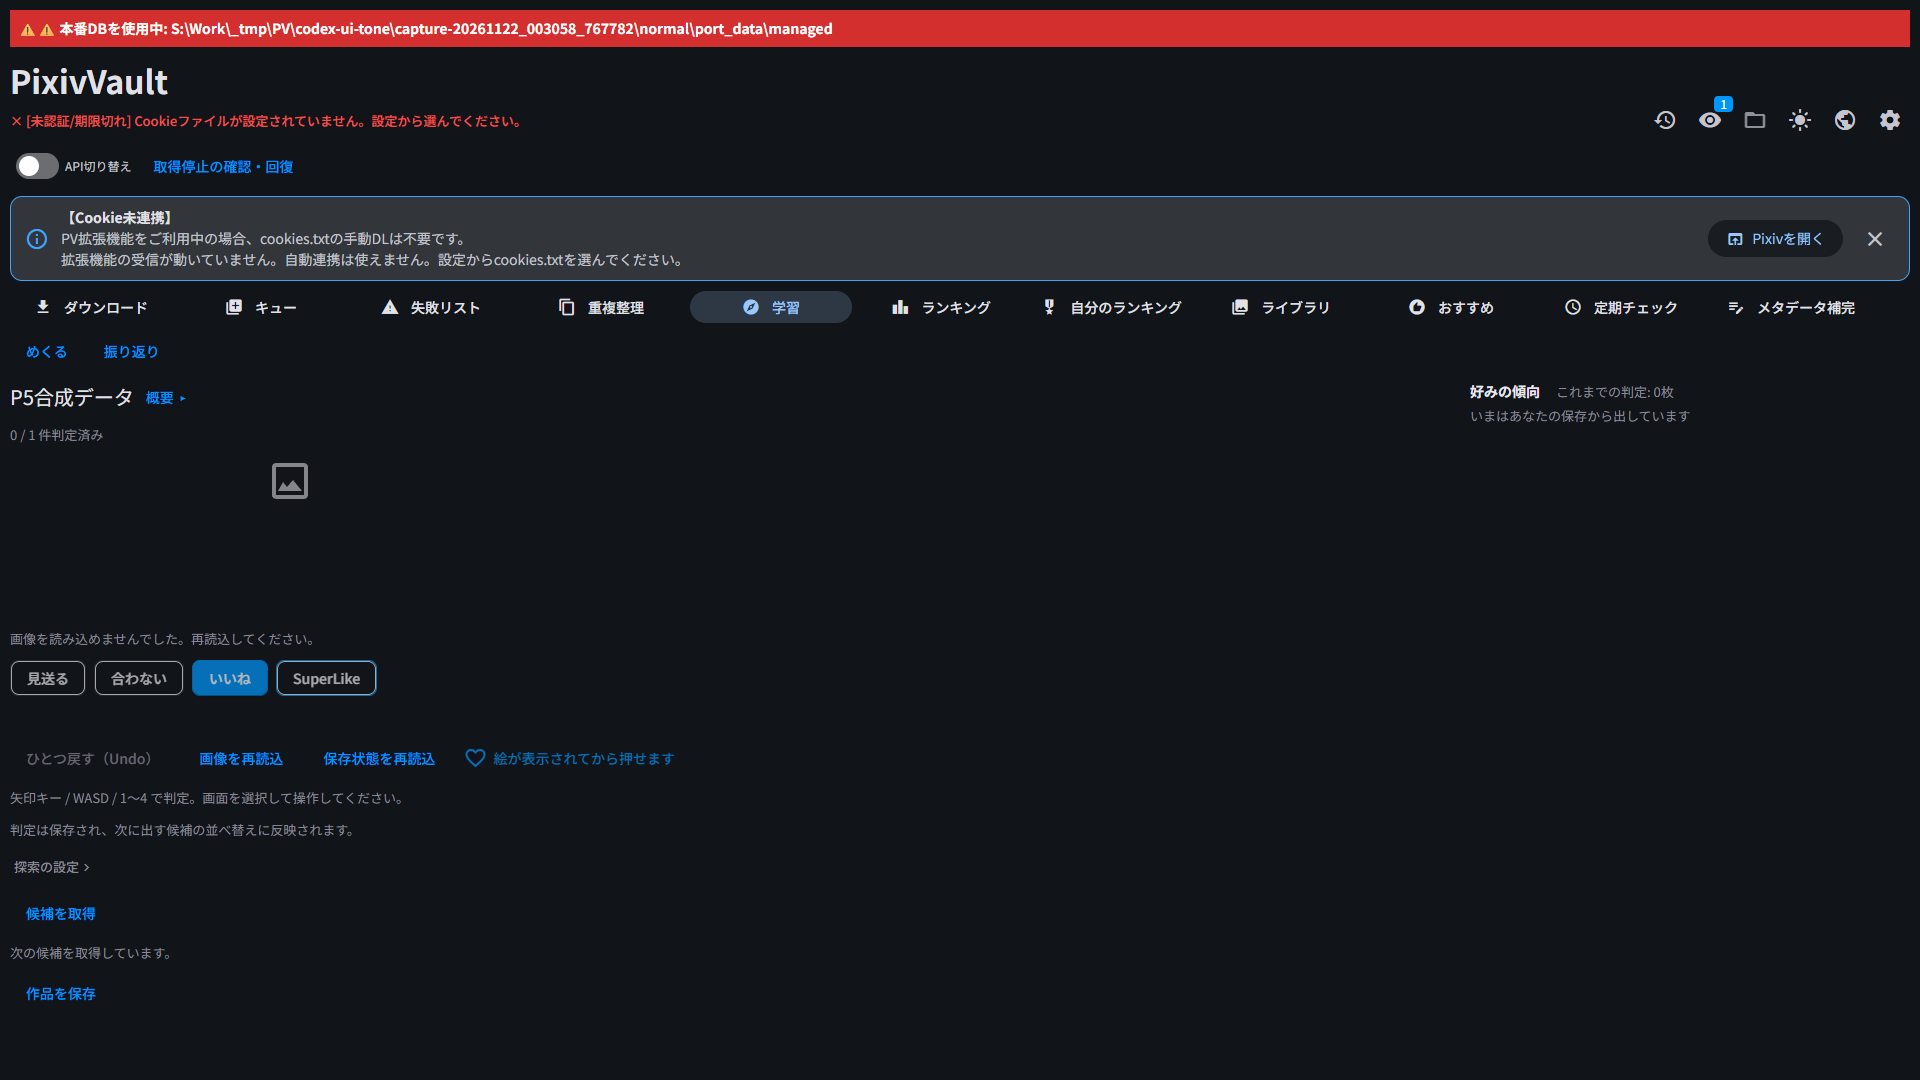 ⚠⚠ 本番DBを使用中: S:\Work\_tmp\PV\codex-ui-tone\capture-20261122_003058_767782\normal\port_data\managed
PixivVault
× [未認証/期限切れ] Cookieファイルが設定されていません。設定から選んでください。
1
API切り替え 取得停止の確認・回復
【Cookie未連携】
PV拡張機能をご利用中の場合、cookies.txtの手動DLは不要です。
拡張機能の受信が動いていません。自動連携は使えません。設定からcookies.txtを選んでください。
Pixivを開く
ダウンロード キュー 失敗リスト 重複整理 学習 ランキング 自分のランキング ライブラリ おすすめ 定期チェック メタデータ補完
めくる 振り返り
P5合成データ 概要 ▸
0 / 1 件判定済み
好みの傾向 これまでの判定: 0枚
いまはあなたの保存から出しています
画像を読み込めませんでした。再読込してください。
見送る 合わない いいね SuperLike
ひとつ戻す（Undo） 画像を再読込 保存状態を再読込 絵が表示されてから押せます
矢印キー / WASD / 1〜4 で判定。画面を選択して操作してください。
判定は保存され、次に出す候補の並べ替えに反映されます。
探索の設定 ›
候補を取得
次の候補を取得しています。
作品を保存